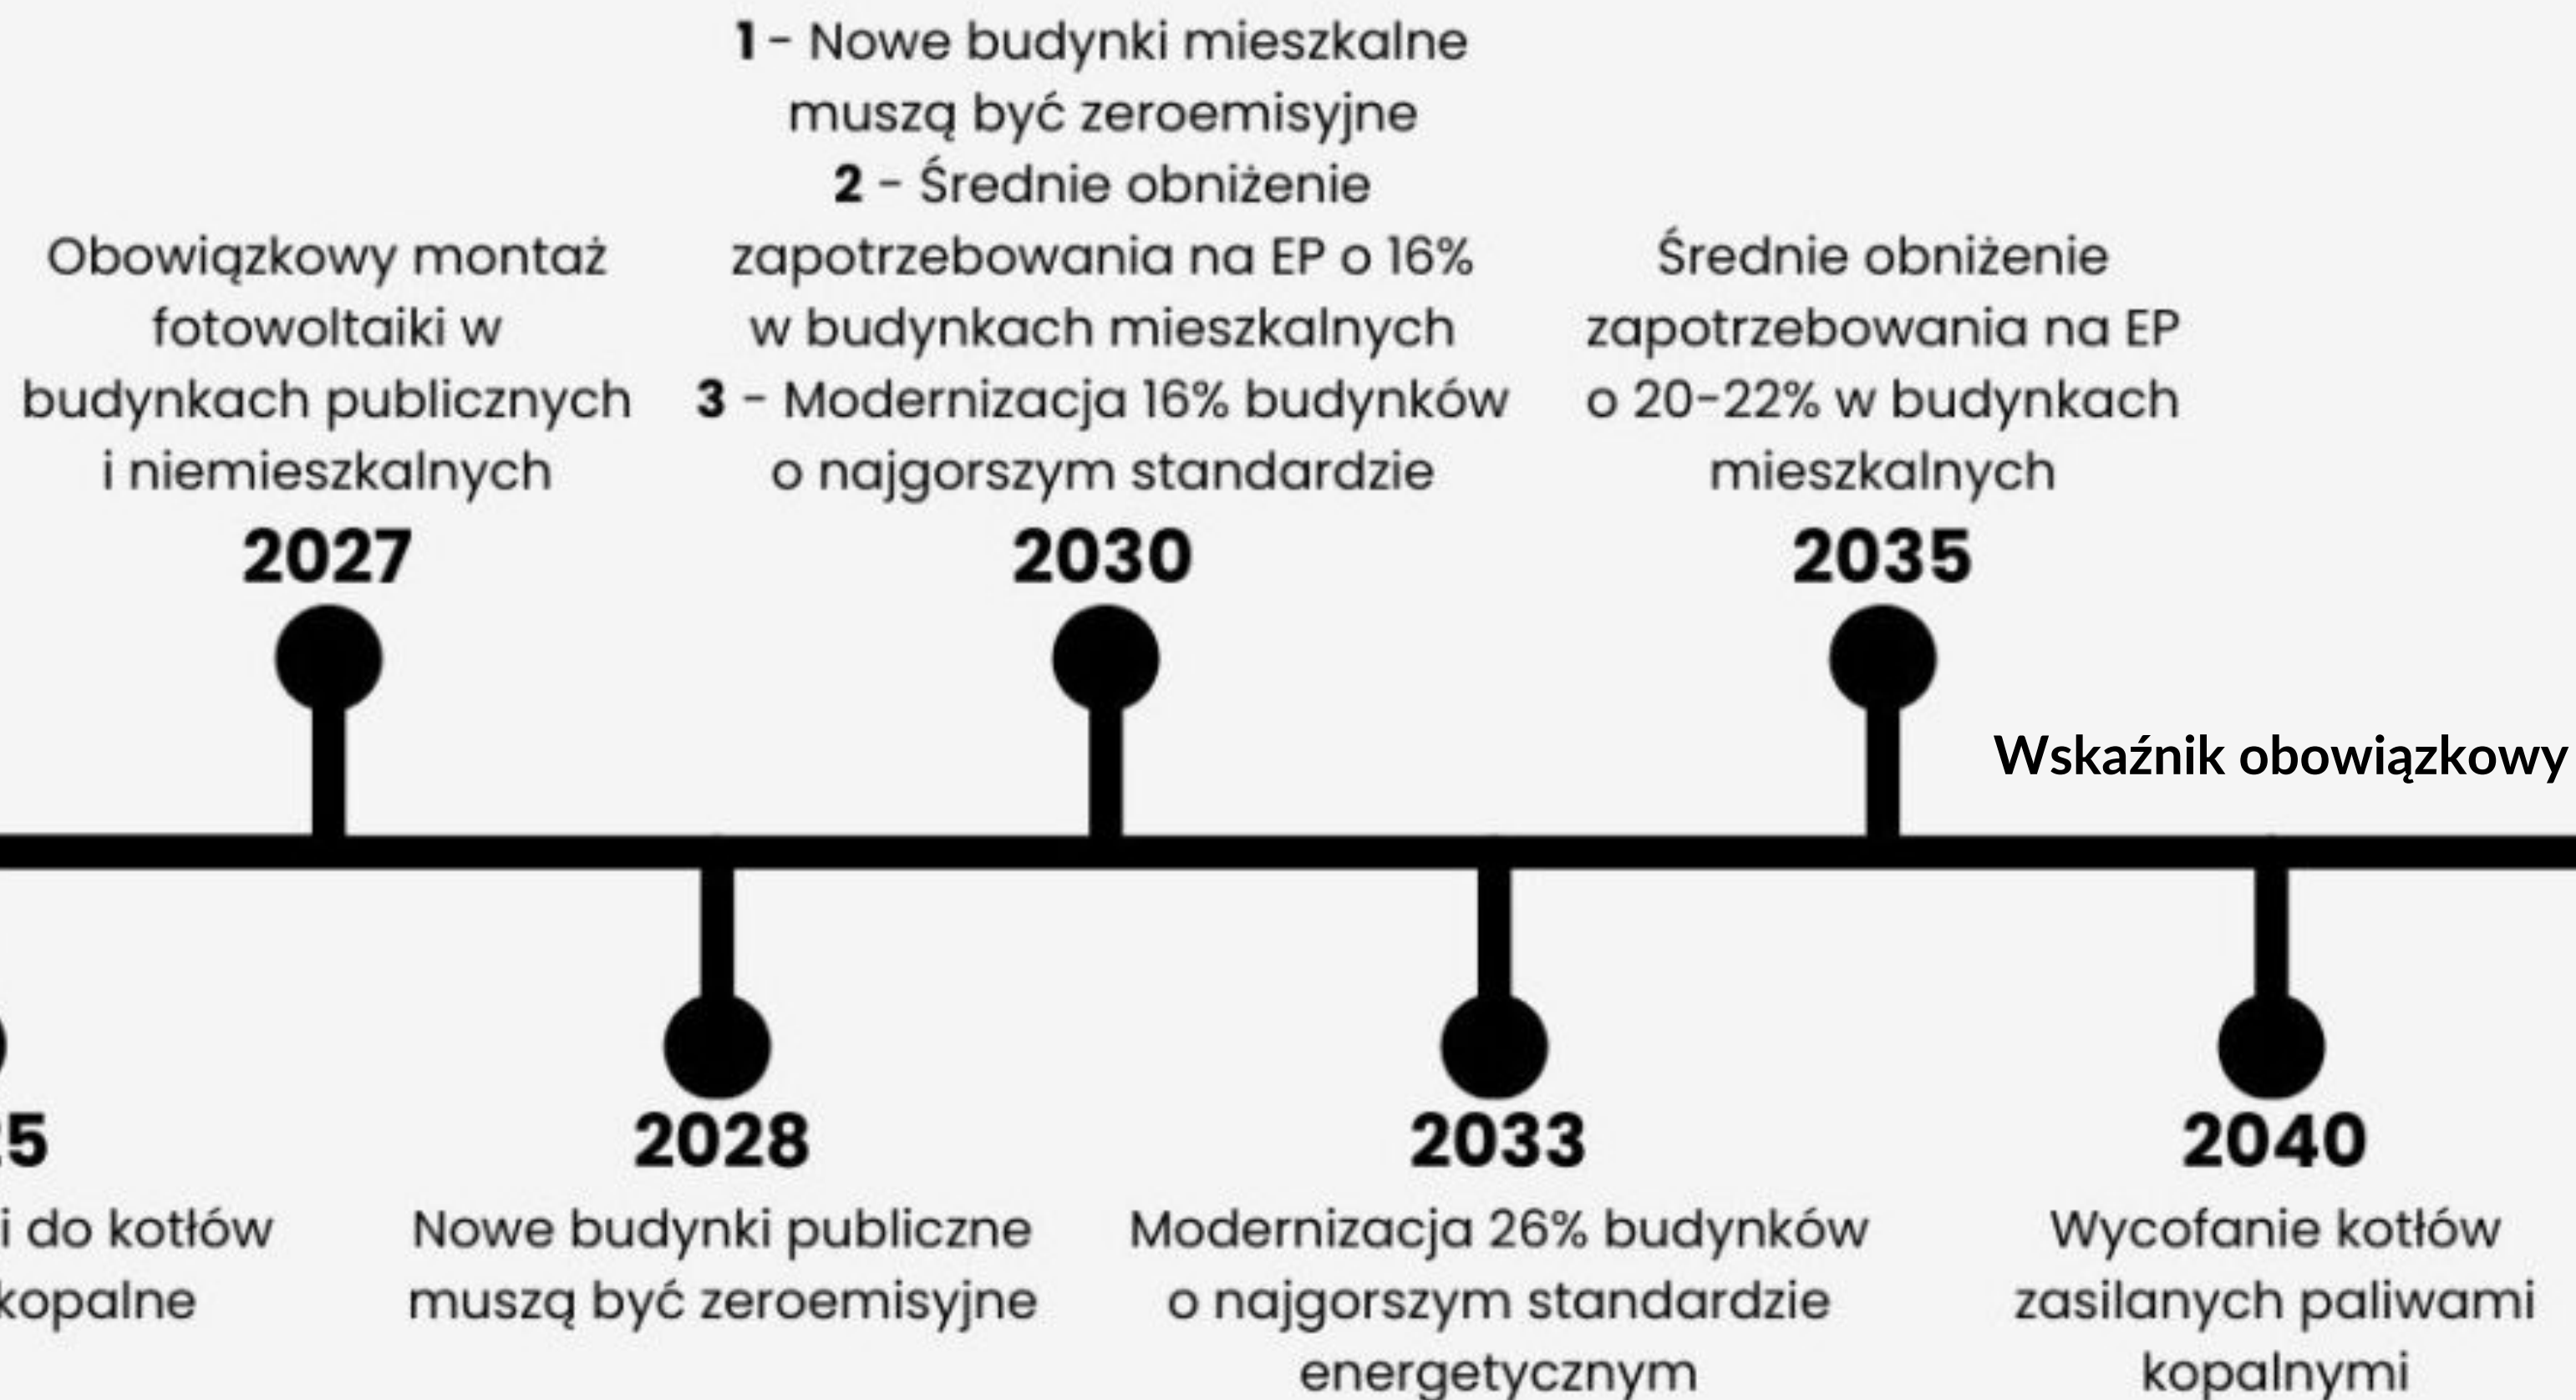 1 - Nowe budynki mieszkalne
muszą być zeroemisyjne
2 - Średnie obniżenie
zapotrzebowania na EP o 16%
w budynkach mieszkalnych
3 - Modernizacja 16% budynków
o najgorszym standardzie
2030
Obowiązkowy montaż
fotowoltaiki w
budynkach publicznych
i niemieszkalnych
2027
Średnie obniżenie
zapotrzebowania na EP
o 20-22% w budynkach
mieszkalnych
2035
Wskaźnik obowiązkowy
5
i do kotłów
kopalne
2028
Nowe budynki publiczne
muszą być zeroemisyjne
2033
Modernizacja 26% budynków
o najgorszym standardzie
energetycznym
2040
Wycofanie kotłów
zasilanych paliwami
kopalnymi